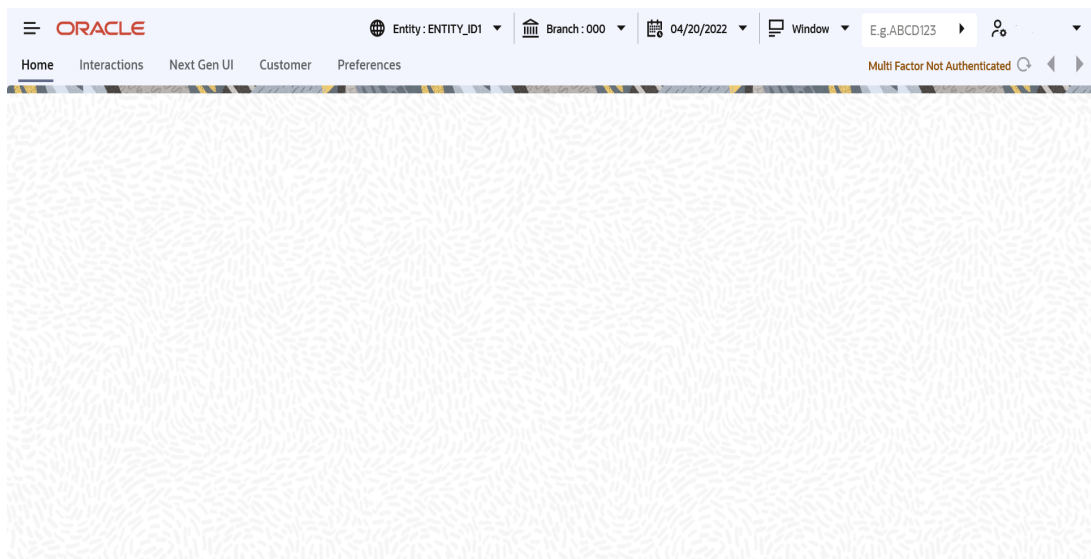 ORACLE Entity : ENTITY_ID1 Branch : 000 04/20/2022 Window E.g.ABCD123
Home Interactions Next Gen UI Customer Preferences Multi Factor Not Authenticated